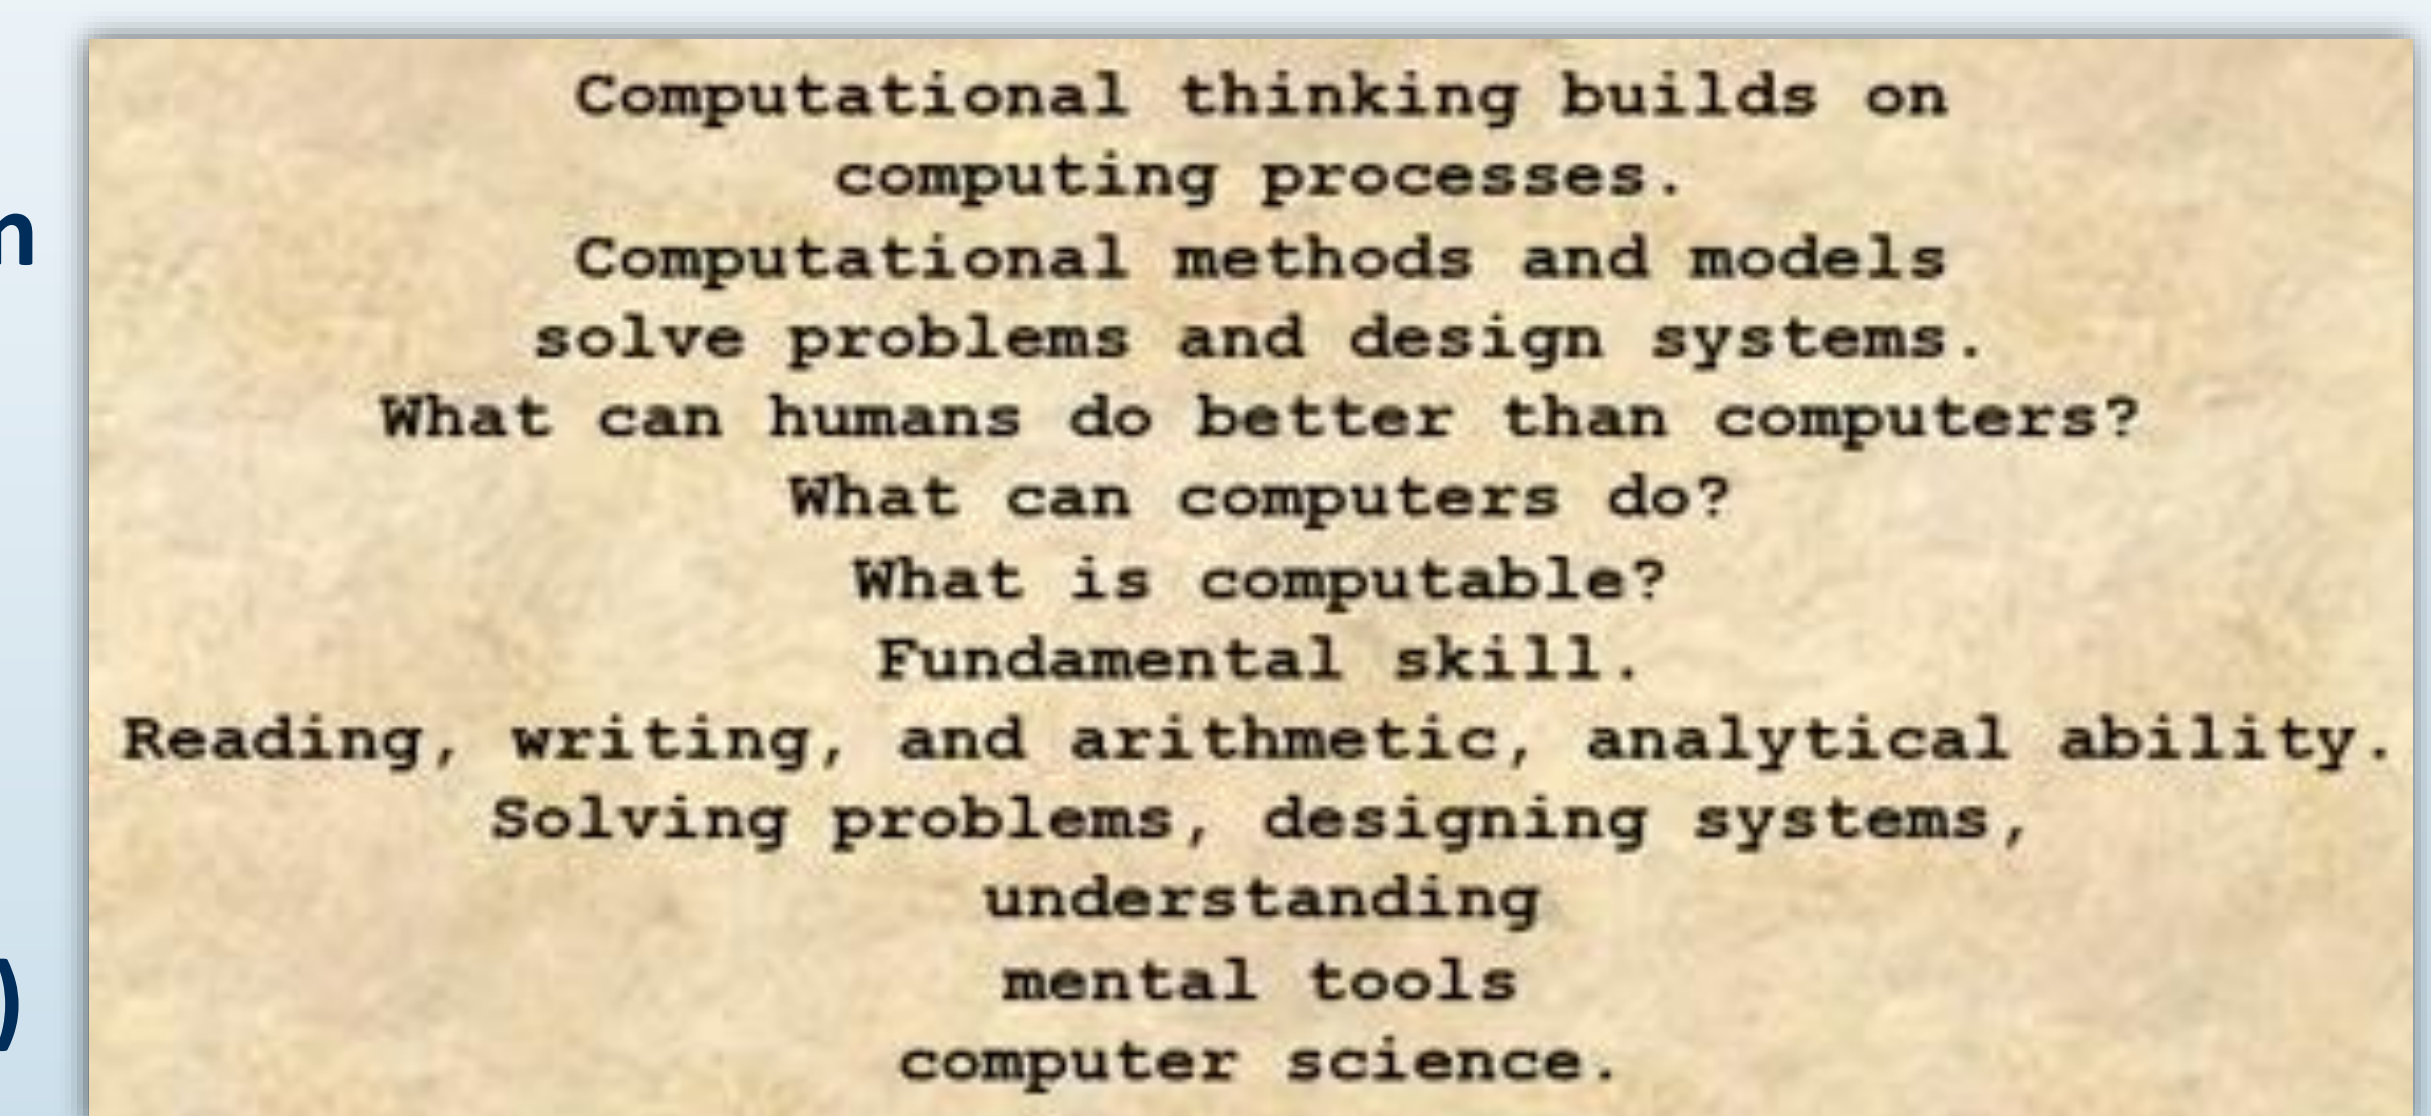 Computational thinking builds on
computing processes.
Computational methods and models
solve problems and design systems.
What can humans do better than computers?
What can computers do?
What is computable?
Fundamental skill.
Reading, writing, and arithmetic, analytical ability.
Solving problems, designing systems,
understanding
mental tools
computer science.